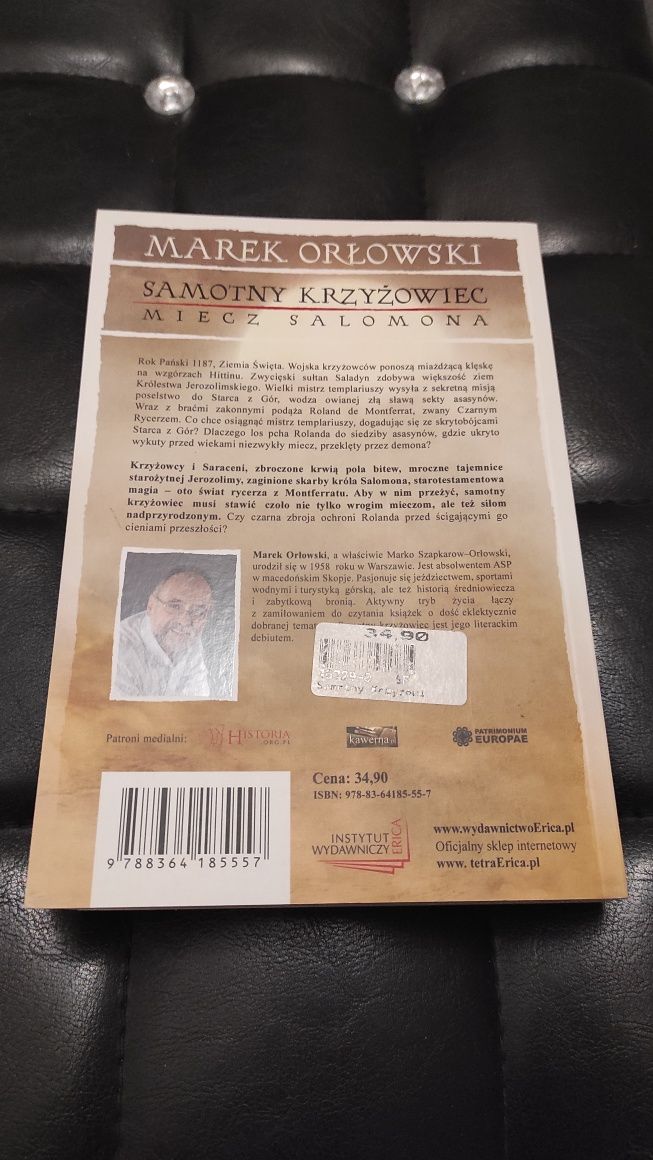 MAREK ORŁOWSKI
SAMOTNY KRZYŻOWIEC
MIECZ SALOMONA
Rok Pański 1187, Ziemia Święta. Wojska krzyżowców ponoszą miażdżącą klęskę
na wzgórzach Hittinu. Zwycięski sułtan Saladyn zdobywa większość ziem
Królestwa Jerozolimskiego. Wielki mistrz templariuszy wysyła z sekretną misją
poselstwo do Starca z Gór, wodza owianej złą sławą sekty asasynów.
Wraz z braćmi zakonnymi podąża Roland de Montferrat, zwany Czarnym
Rycerzem. Co chce osiągnąć mistrz templariuszy, dogadując się ze skrytobójcami
Starca z Gór? Dlaczego los pcha Rolanda do siedziby asasynów, gdzie ukryto
wykuty przed wiekami niezwykły miecz, przeklęty przez demona?
Krzyżowcy i Saraceni, zbroczone krwią pola bitew, mroczne tajemnice
starożytnej Jerozolimy, zaginione skarby króla Salomona, starotestamentowa
magia – oto świat rycerza z Montferratu. Aby w nim przeżyć, samotny
krzyżowiec musi stawić czoło nie tylko wrogim mieczom, ale też siłom
nadprzyrodzonym. Czy czarna zbroja ochroni Rolanda przed ścigającymi go
cieniami przeszłości?
Marek Orłowski, a właściwie Marko Szapkarow–Orłowski,
urodził się w 1958 roku w Warszawie. Jest absolwentem ASP
w macedońskim Skopje. Pasjonuje się jeździectwem, sportami
wodnymi i turystyką górską, ale też historią średniowiecza
i zabytkową bronią. Aktywny tryb życia łączy
z zamiłowaniem do czytania książek o dość eklektycznie
dobranej krzyżowiec jest jego literackim
debiutem.
34,90
Patroni medialni:
HISTORIA
.ORG.PL
kawerna.pl
PATRIMONIUM
EUROPAE
Cena: 34,90
ISBN: 978-83-64185-55-7
9 788364 185557
INSTYTUT
WYDAWNICZY
ERICA
www.wydawnictwoErica.pl
Oficjalny sklep internetowy
www. tetraErica.pl